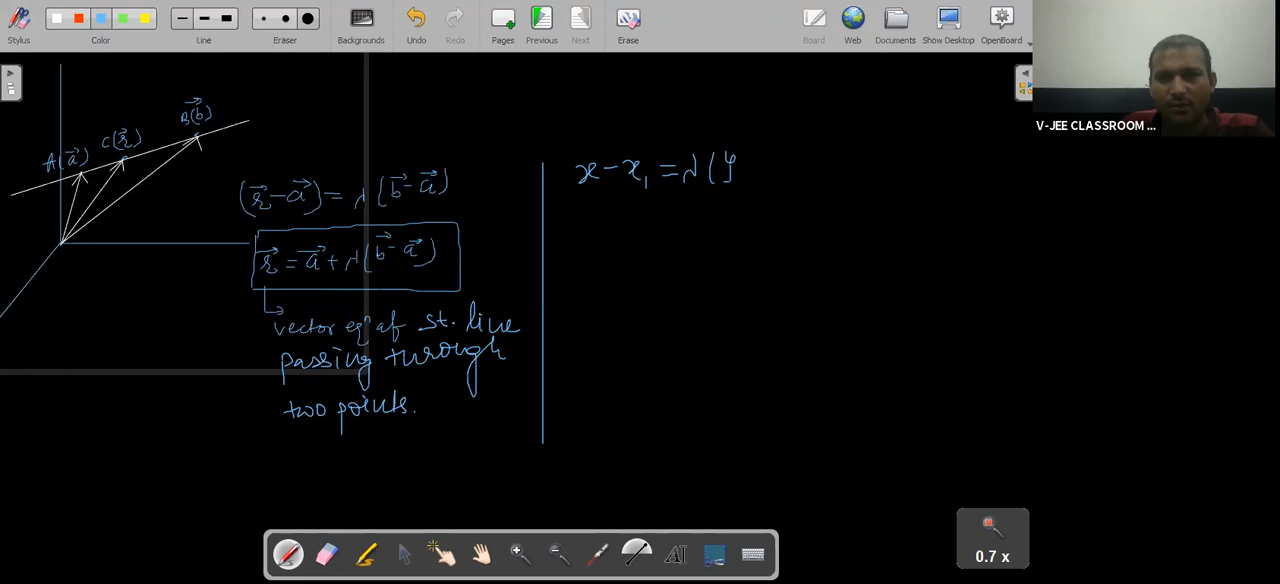 Stylus
Color
Line
Eraser
Backgrounds
Undo
Redo
Pages
Previous
Next
Erase
Board
Web
Documents
Show Desktop
OpenBoard
V-JEE CLASSROOM ...
A(a⃗) C(r⃗) B(b⃗)
(r⃗ - a⃗) = λ (b⃗ - a⃗)
r⃗ = a⃗ + λ (b⃗ - a⃗)
vector eqⁿ of st. line
passing through
two points.
x - x₁ = λ (
0.7 x